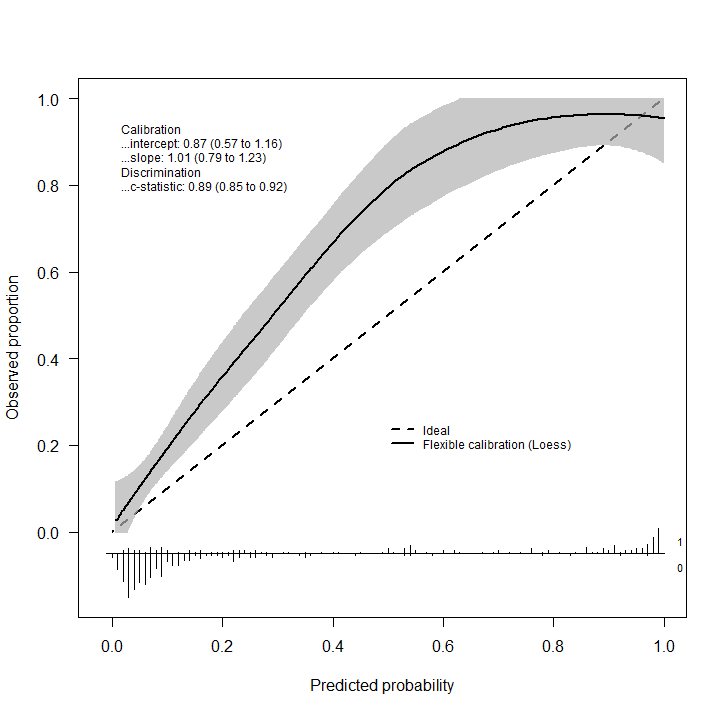 Calibration
...intercept: 0.87 (0.57 to 1.16)
...slope: 1.01 (0.79 to 1.23)
Discrimination
...c-statistic: 0.89 (0.85 to 0.92)
1.0
0.8
0.6
0.4
0.2
0.0
Observed proportion
Ideal
Flexible calibration (Loess)
1
0
0.0 0.2 0.4 0.6 0.8 1.0
Predicted probability